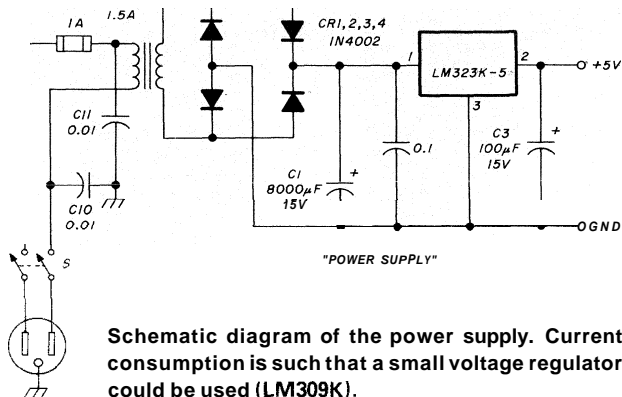 1A
1.5A
CR1,2,3,4
1N4002
1
LM323K-5
2
+5V
3
C11
0.01
C10
0.01
C1
8000µF
15V
+
0.1
C3
100µF
15V
+
GND
S
"POWER SUPPLY"
Schematic diagram of the power supply. Current
consumption is such that a small voltage regulator
could be used (LM309K).